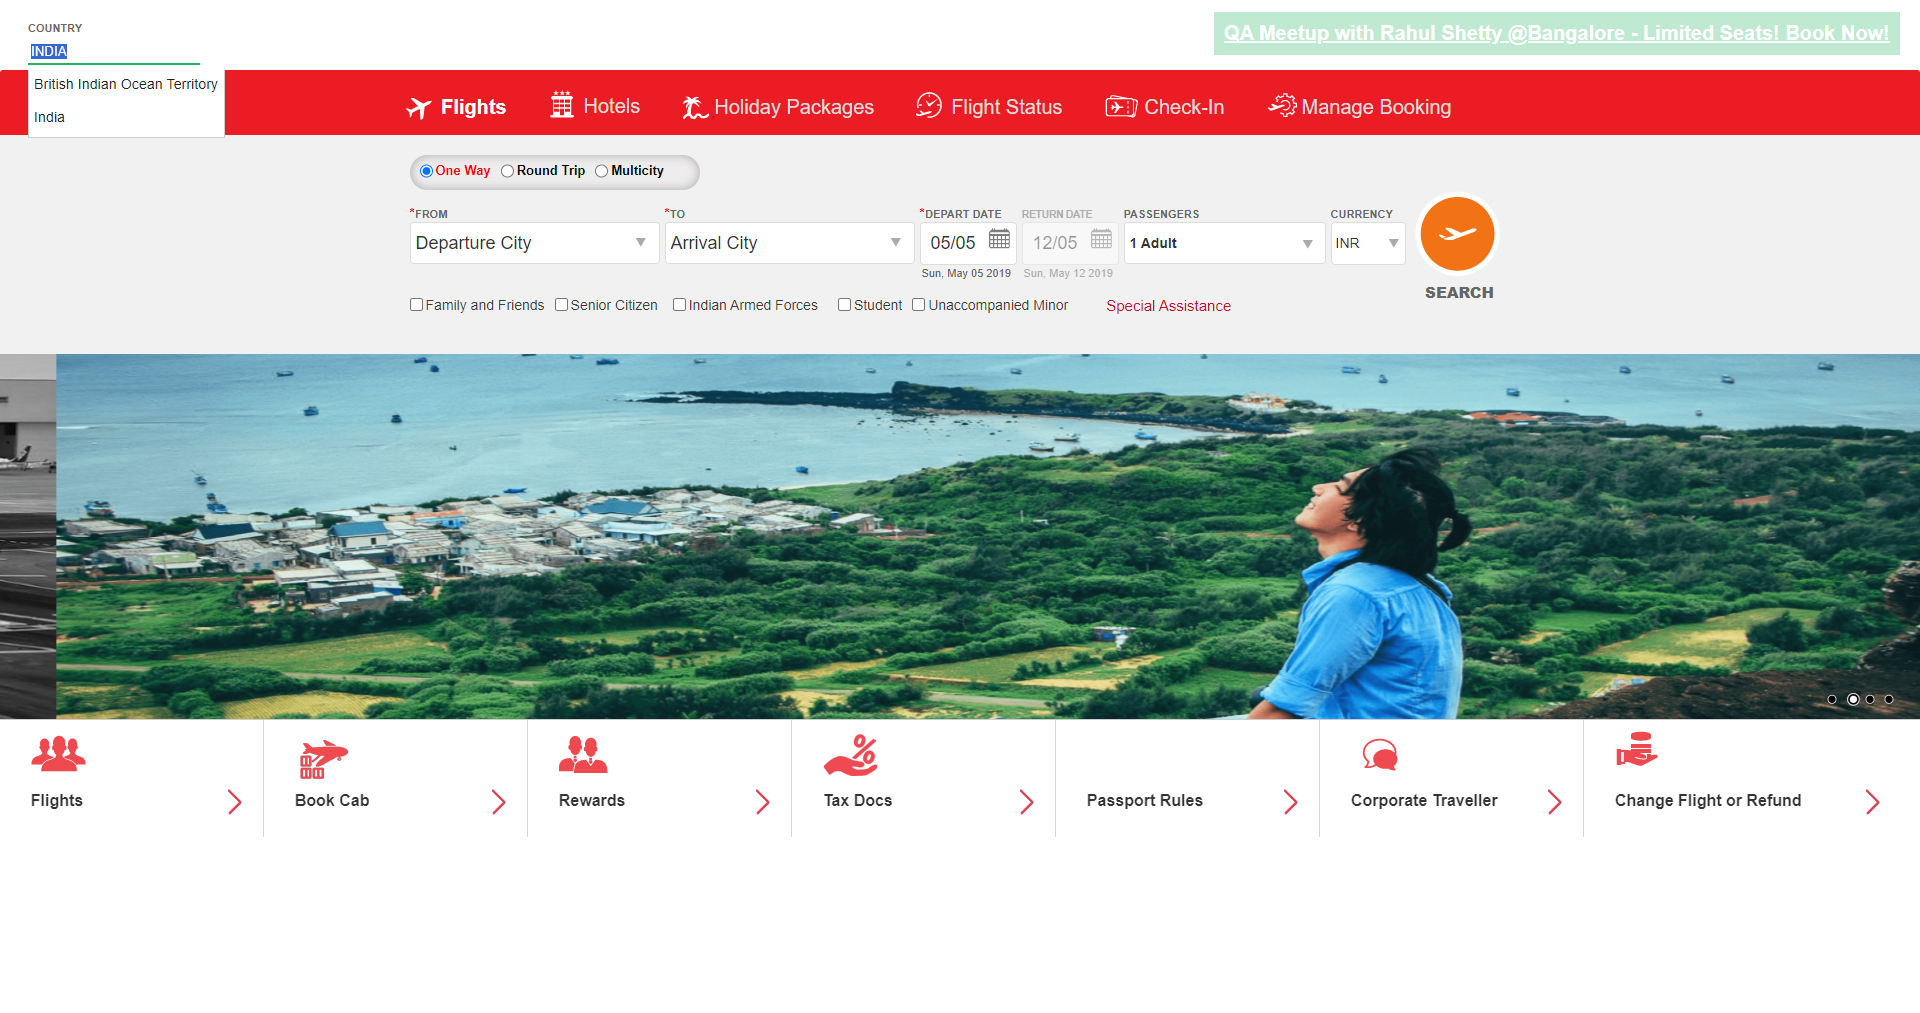 COUNTRY
INDIA
British Indian Ocean Territory
India
QA Meetup with Rahul Shetty @Bangalore - Limited Seats! Book Now!
Flights Hotels Holiday Packages Flight Status Check-In Manage Booking
One Way Round Trip Multicity
*FROM *TO *DEPART DATE RETURN DATE PASSENGERS CURRENCY
Departure City Arrival City 05/05 12/05 1 Adult INR
Sun, May 05 2019 Sun, May 12 2019
SEARCH
Family and Friends Senior Citizen Indian Armed Forces Student Unaccompanied Minor Special Assistance
Flights Book Cab Rewards Tax Docs Passport Rules Corporate Traveller Change Flight or Refund